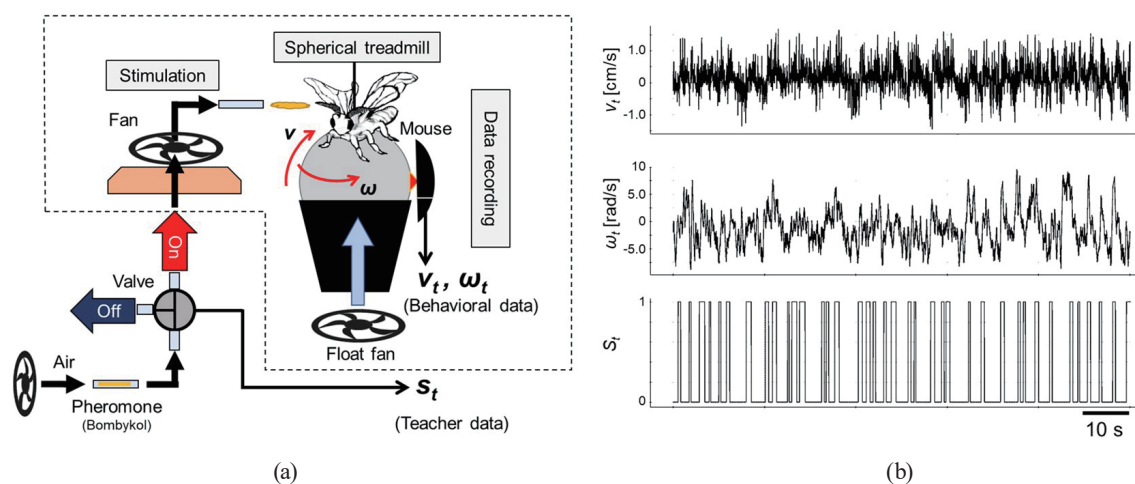 Spherical treadmill
Stimulation
Fan
Mouse
Data recording
v
ω
On
Valve
Off
v_t , ω_t
(Behavioral data)
Float fan
Air
s_t
Pheromone
(Bombykol)
(Teacher data)
(a)
v_t [cm/s]
1.0
0
-1.0
ω_t [rad/s]
10
5.0
0
-5.0
S_t
1
0
10 s
(b)